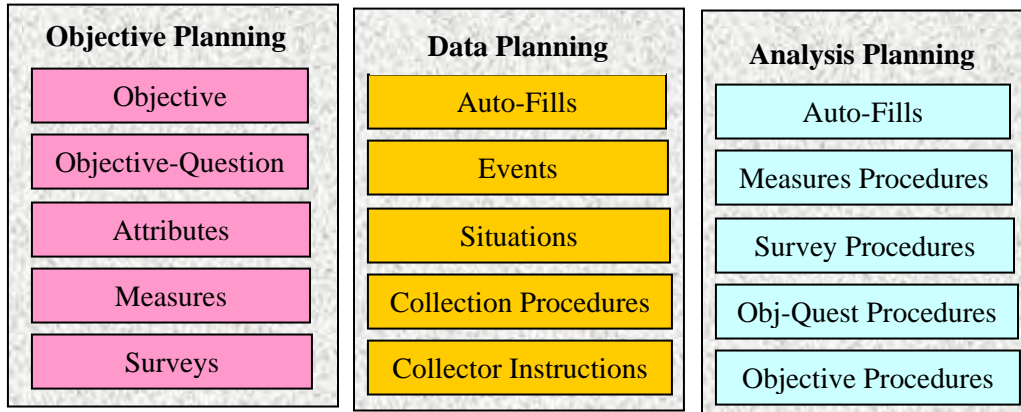 Objective Planning
Objective
Objective-Question
Attributes
Measures
Surveys
Data Planning
Auto-Fills
Events
Situations
Collection Procedures
Collector Instructions
Analysis Planning
Auto-Fills
Measures Procedures
Survey Procedures
Obj-Quest Procedures
Objective Procedures